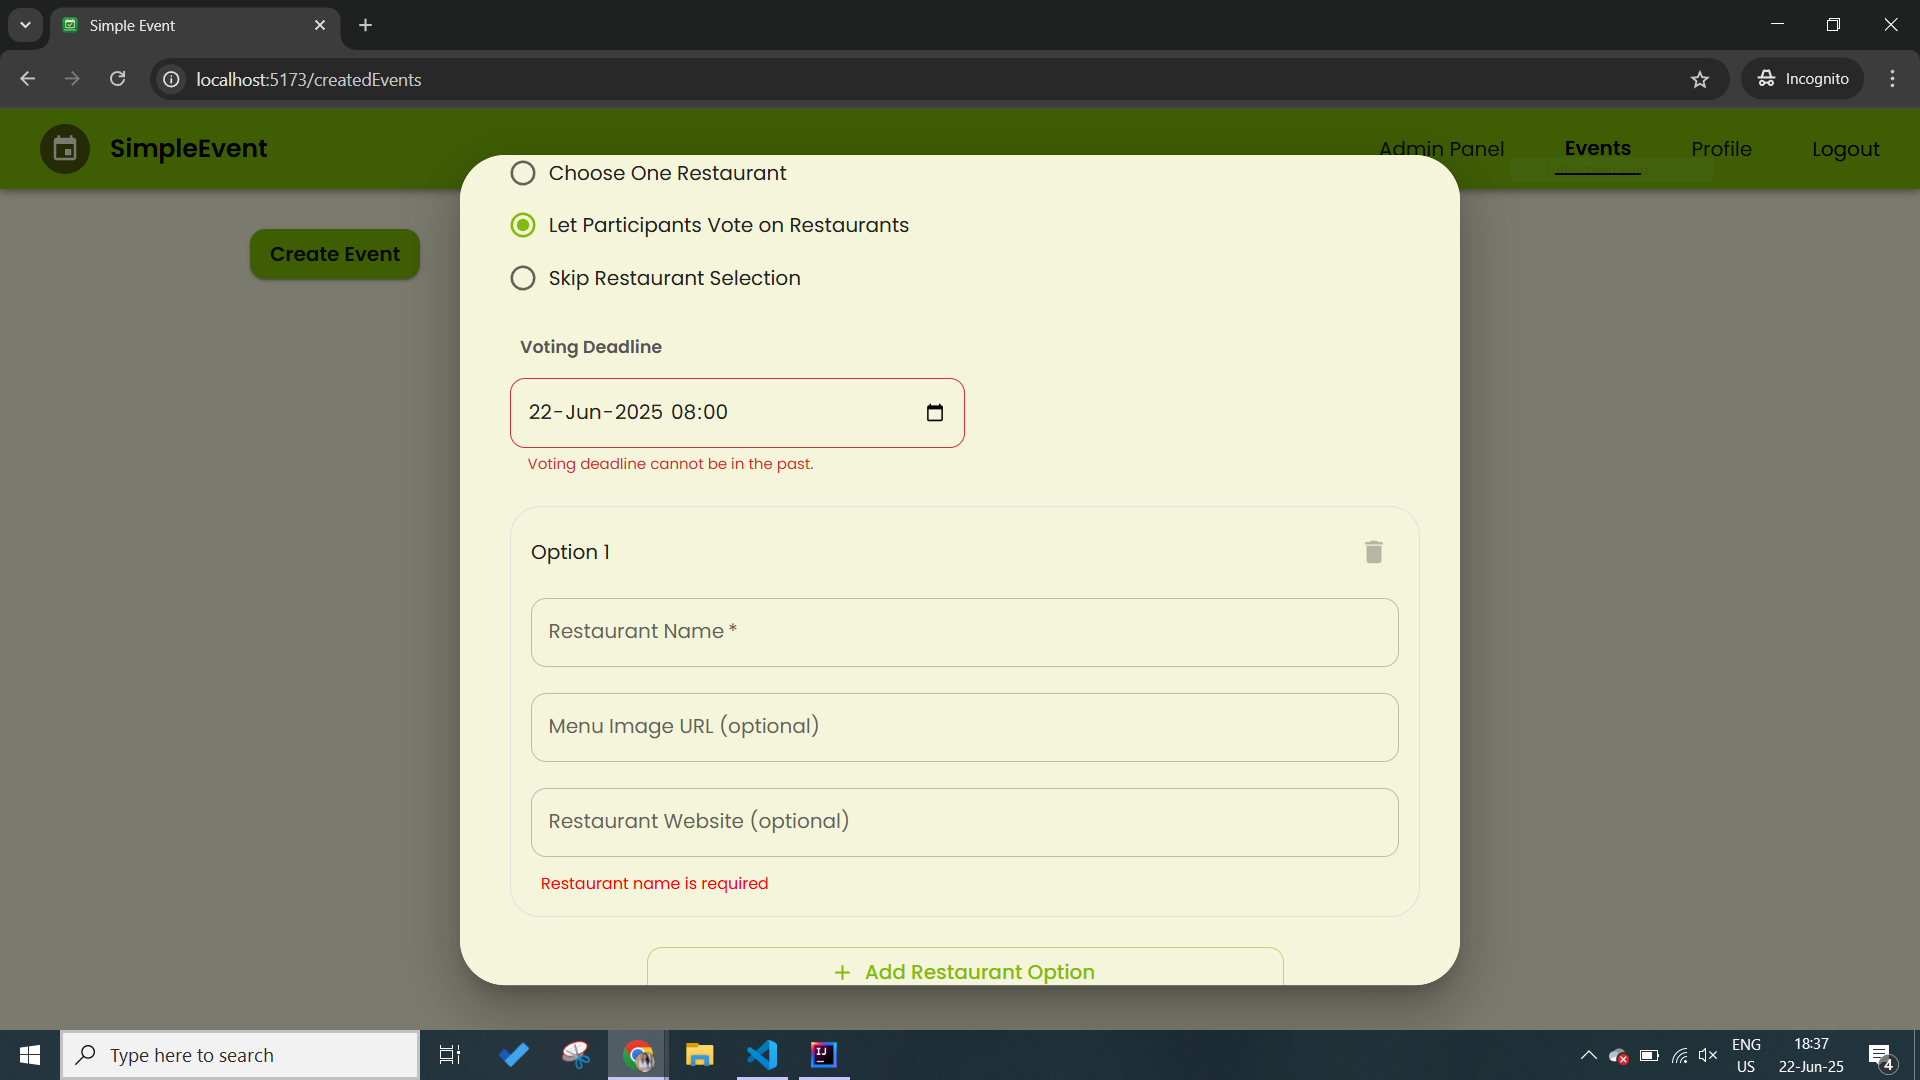 Simple Event
localhost:5173/createdEvents
Incognito
SimpleEvent
Admin Panel
Events
Profile
Logout
Create Event
Choose One Restaurant
Let Participants Vote on Restaurants
Skip Restaurant Selection
Voting Deadline
22-Jun-2025 08:00
Voting deadline cannot be in the past.
Option 1
Restaurant Name *
Menu Image URL (optional)
Restaurant Website (optional)
Restaurant name is required
+ Add Restaurant Option
Type here to search
IJ
ENG
US
18:37
22-Jun-25
4